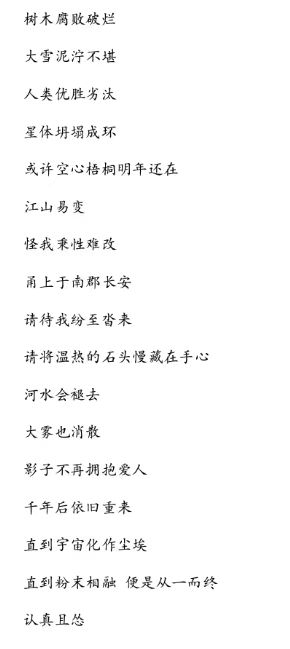 树木腐败破烂
大雪泥泞不堪
人类优胜劣汰
星体坍塌成环
或许空心梧桐明年还在
江山易变
怪我秉性难改
甬上于南郡长安
请待我纷至沓来
请将温热的石头慢藏在手心
河水会褪去
大雾也消散
影子不再拥抱爱人
千年后依旧重来
直到宇宙化作尘埃
直到粉末相融 便是从一而终
认真且怂